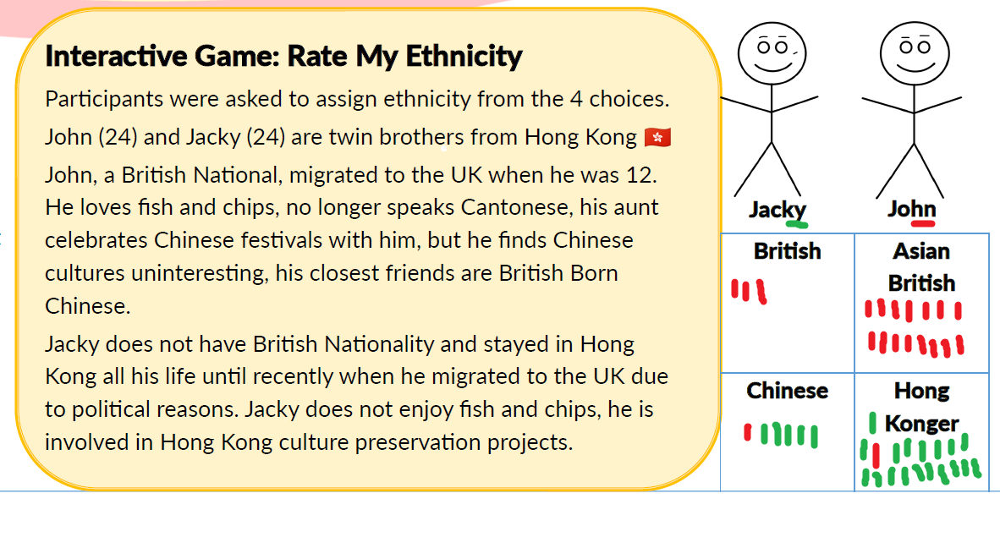 Interactive Game: Rate My Ethnicity
Participants were asked to assign ethnicity from the 4 choices.
John (24) and Jacky (24) are twin brothers from Hong Kong 🇭🇰
John, a British National, migrated to the UK when he was 12.
He loves fish and chips, no longer speaks Cantonese, his aunt
celebrates Chinese festivals with him, but he finds Chinese
cultures uninteresting, his closest friends are British Born
Chinese.
Jacky does not have British Nationality and stayed in Hong
Kong all his life until recently when he migrated to the UK due
to political reasons. Jacky does not enjoy fish and chips, he is
involved in Hong Kong culture preservation projects.
Jacky
John
British
Asian
British
Chinese
Hong
Konger